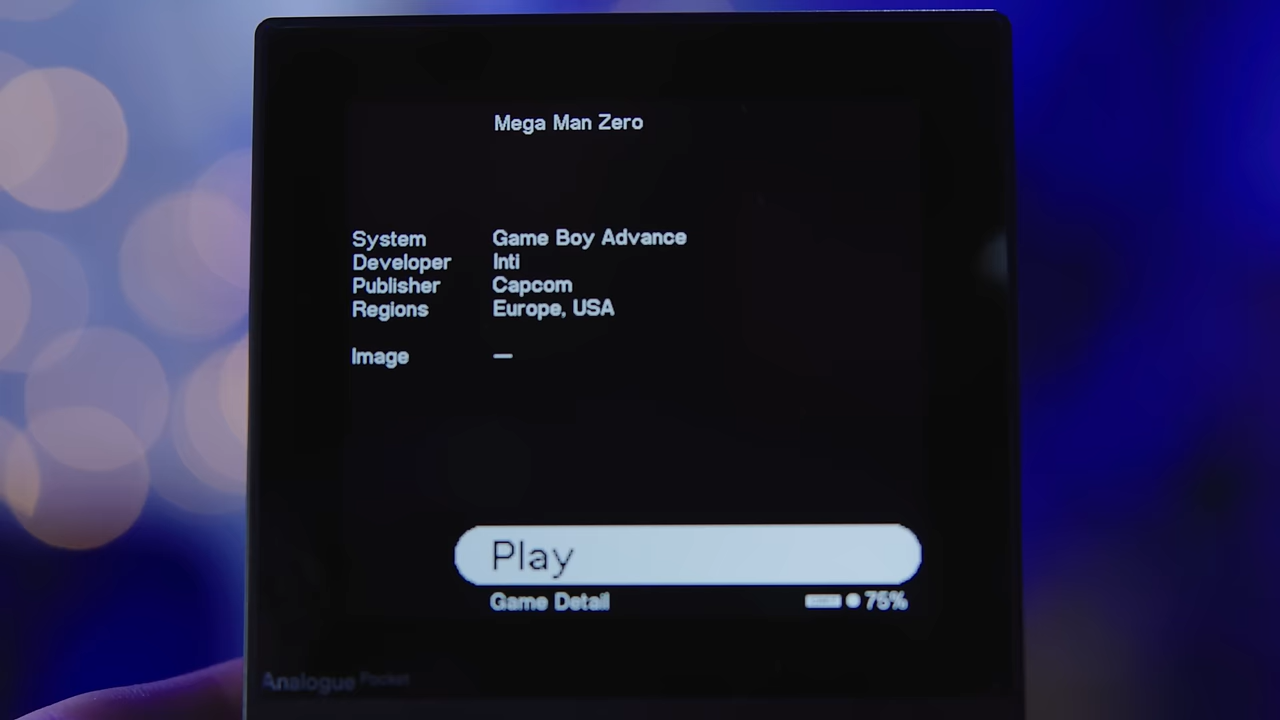 Mega Man Zero
System Game Boy Advance
Developer Inti
Publisher Capcom
Regions Europe, USA
Image —
Play
Game Detail 75%
Analogue Pocket